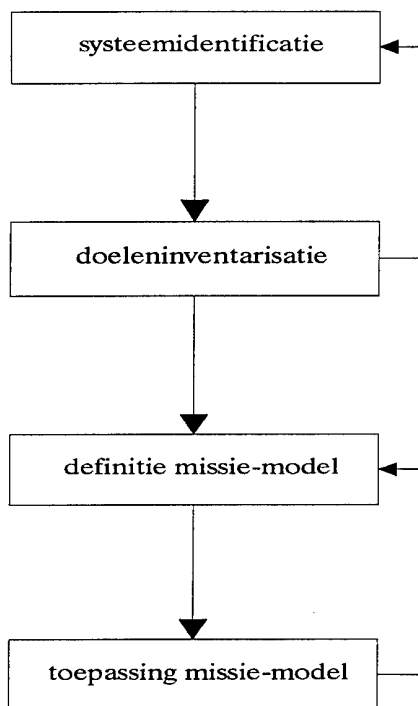 systeemidentificatie
doeleninventarisatie
definitie missie-model
toepassing missie-model